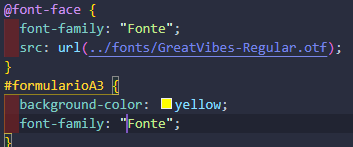 @font-face {
  font-family: "Fonte";
  src: url(../fonts/GreatVibes-Regular.otf);
}
#formularioA3 {
  background-color: yellow;
  font-family: "Fonte";
}